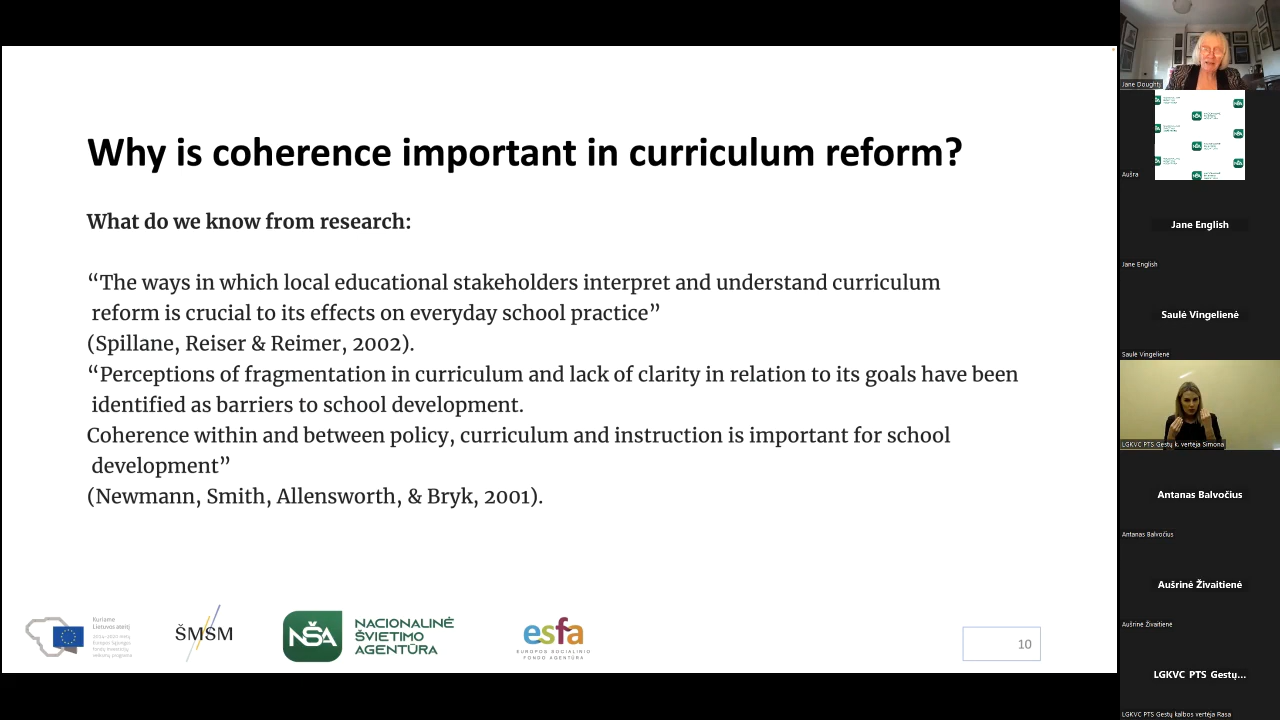 Why is coherence important in curriculum reform?
What do we know from research:
“The ways in which local educational stakeholders interpret and understand curriculum
reform is crucial to its effects on everyday school practice”
(Spillane, Reiser & Reimer, 2002).
“Perceptions of fragmentation in curriculum and lack of clarity in relation to its goals have been
identified as barriers to school development.
Coherence within and between policy, curriculum and instruction is important for school
development”
(Newmann, Smith, Allensworth, & Bryk, 2001).
Kuriame
Lietuvos ateitį
ŠMSM
NŠA
NACIONALINĖ
ŠVIETIMO
AGENTŪRA
esfa
EUROPOS SOCIALINIO
FONDO AGENTŪRA
10
Jane Doughty
Aušra
Jane English
Jane English
Saulė Vingelienė
Saulė Vingelienė
LGKVC PTS Gestų k. vertėja Simona
Antanas Balvočius
Antanas Balvočius
Aušrinė Živaitienė
Aušrinė Živaitienė
LGKVC PTS Gestų...
LGKVC PTS Gestų kalbos vertėja Rasa